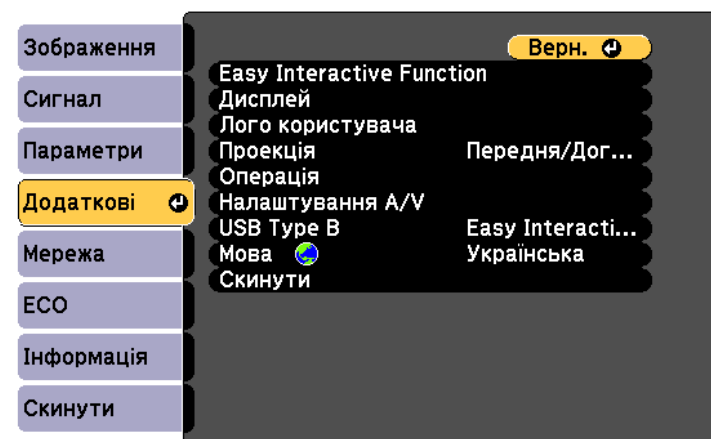 Зображення
Сигнал
Параметри
Додаткові
Мережа
ECO
Інформація
Скинути
Верн.
Easy Interactive Function
Дисплей
Лого користувача
Проекція Передня/Дог...
Операція
Налаштування A/V
USB Type B Easy Interacti...
Мова Українська
Скинути